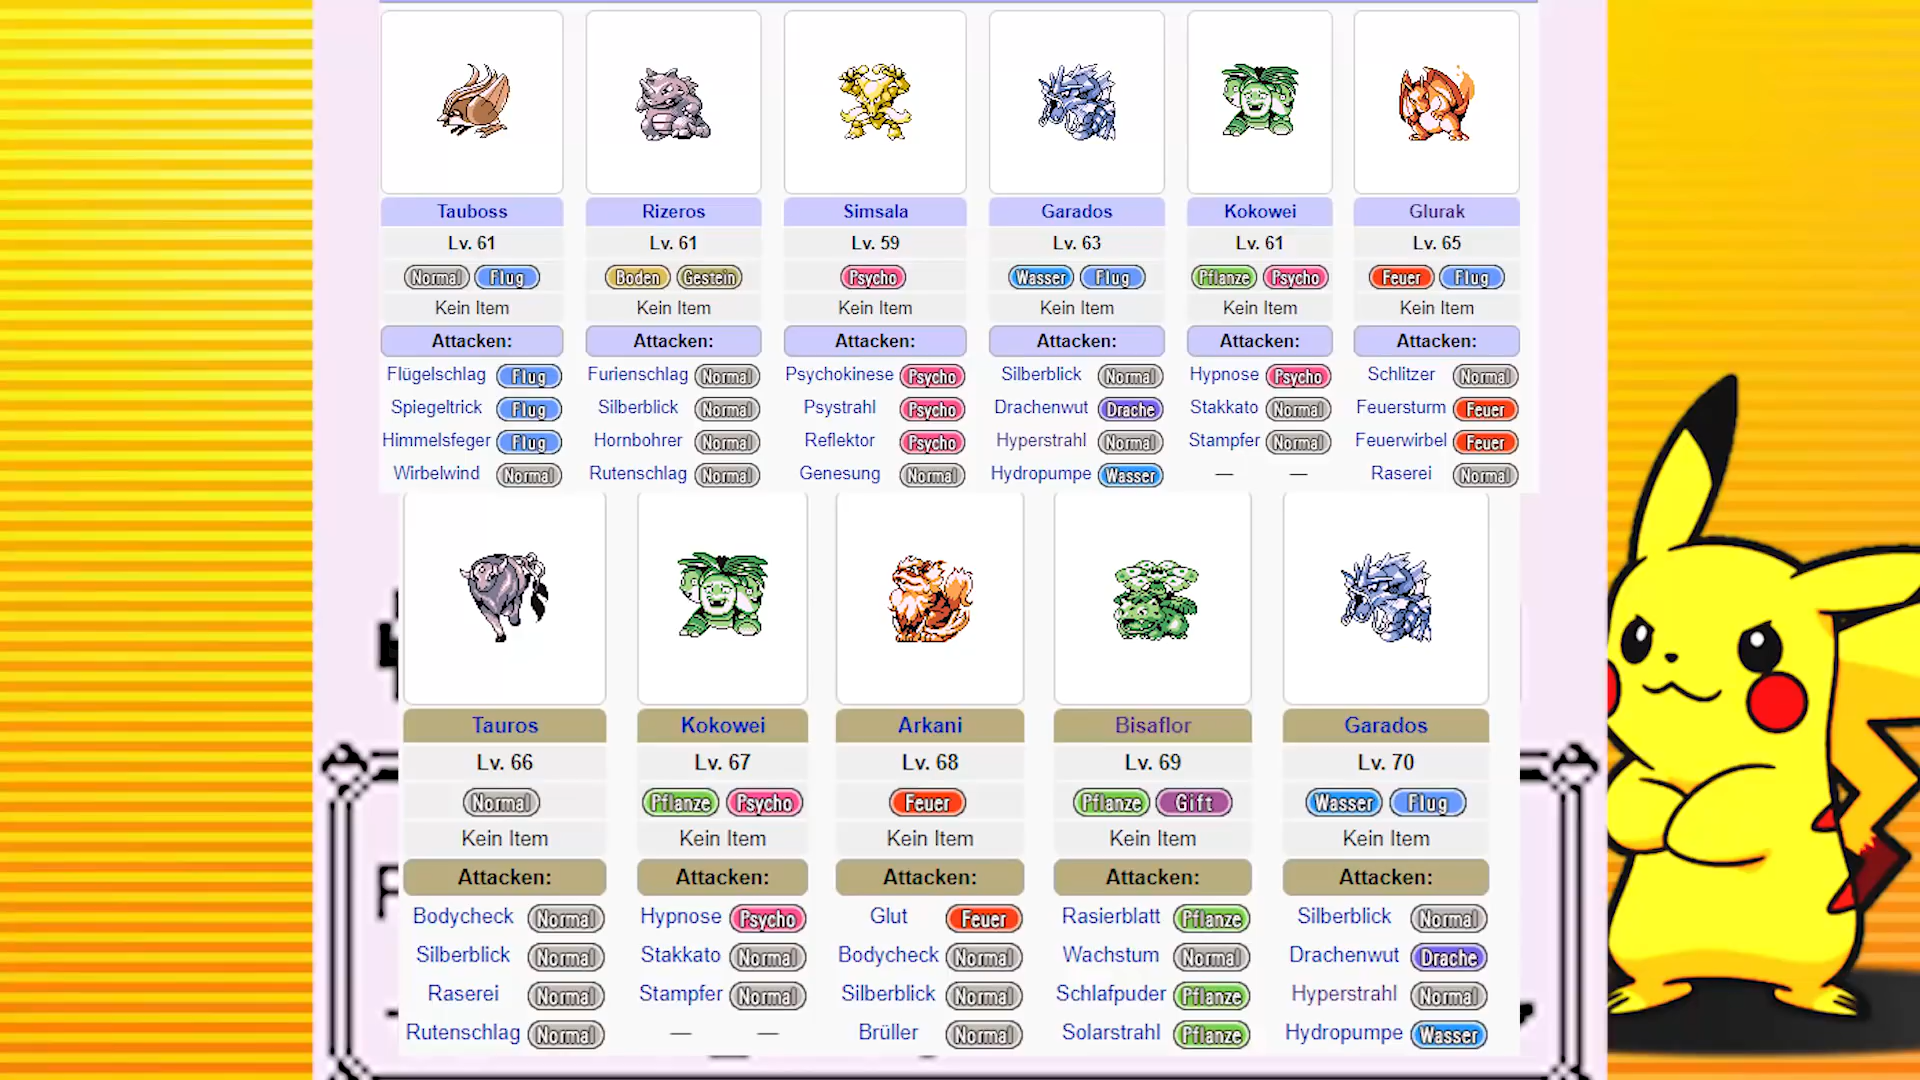 Tauboss Rizeros Simsala Garados Kokowei Glurak
Lv. 61 Lv. 61 Lv. 59 Lv. 63 Lv. 61 Lv. 65
Normal Flug Boden Gestein Psycho Wasser Flug Pflanze Psycho Feuer Flug
Kein Item Kein Item Kein Item Kein Item Kein Item Kein Item
Attacken: Attacken: Attacken: Attacken: Attacken: Attacken:
Flügelschlag Flug Furienschlag Normal Psychokinese Psycho Silberblick Normal Hypnose Psycho Schlitzer Normal
Spiegeltrick Flug Silberblick Normal Psystrahl Psycho Drachenwut Drache Stakkato Normal Feuersturm Feuer
Himmelsfeger Flug Hornbohrer Normal Reflektor Psycho Hyperstrahl Normal Stampfer Normal Feuerwirbel Feuer
Wirbelwind Normal Rutenschlag Normal Genesung Normal Hydropumpe Wasser — — Raserei Normal
Tauros Kokowei Arkani Bisaflor Garados
Lv. 66 Lv. 67 Lv. 68 Lv. 69 Lv. 70
Normal Pflanze Psycho Feuer Pflanze Gift Wasser Flug
Kein Item Kein Item Kein Item Kein Item Kein Item
Attacken: Attacken: Attacken: Attacken: Attacken:
Bodycheck Normal Hypnose Psycho Glut Feuer Rasierblatt Pflanze Silberblick Normal
Silberblick Normal Stakkato Normal Bodycheck Normal Wachstum Normal Drachenwut Drache
Raserei Normal Stampfer Normal Silberblick Normal Schlafpuder Pflanze Hyperstrahl Normal
Rutenschlag Normal — — Brüller Normal Solarstrahl Pflanze Hydropumpe Wasser